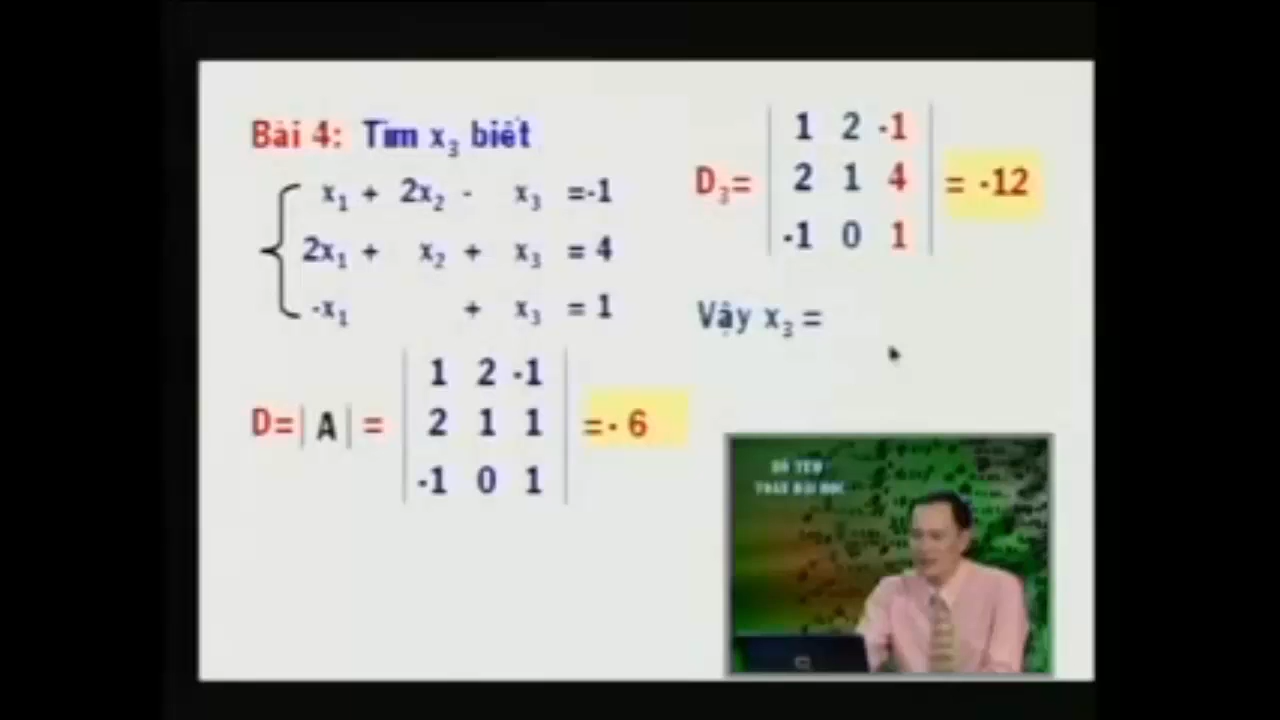 Bài 4: Tìm x₃ biết
x₁ + 2x₂ - x₃ =-1
2x₁ + x₂ + x₃ = 4
-x₁ + x₃ = 1
D=|A| =
1 2 -1
2 1 1
-1 0 1
=- 6
D₃=
1 2 -1
2 1 4
-1 0 1
= -12
Vậy x₃ =